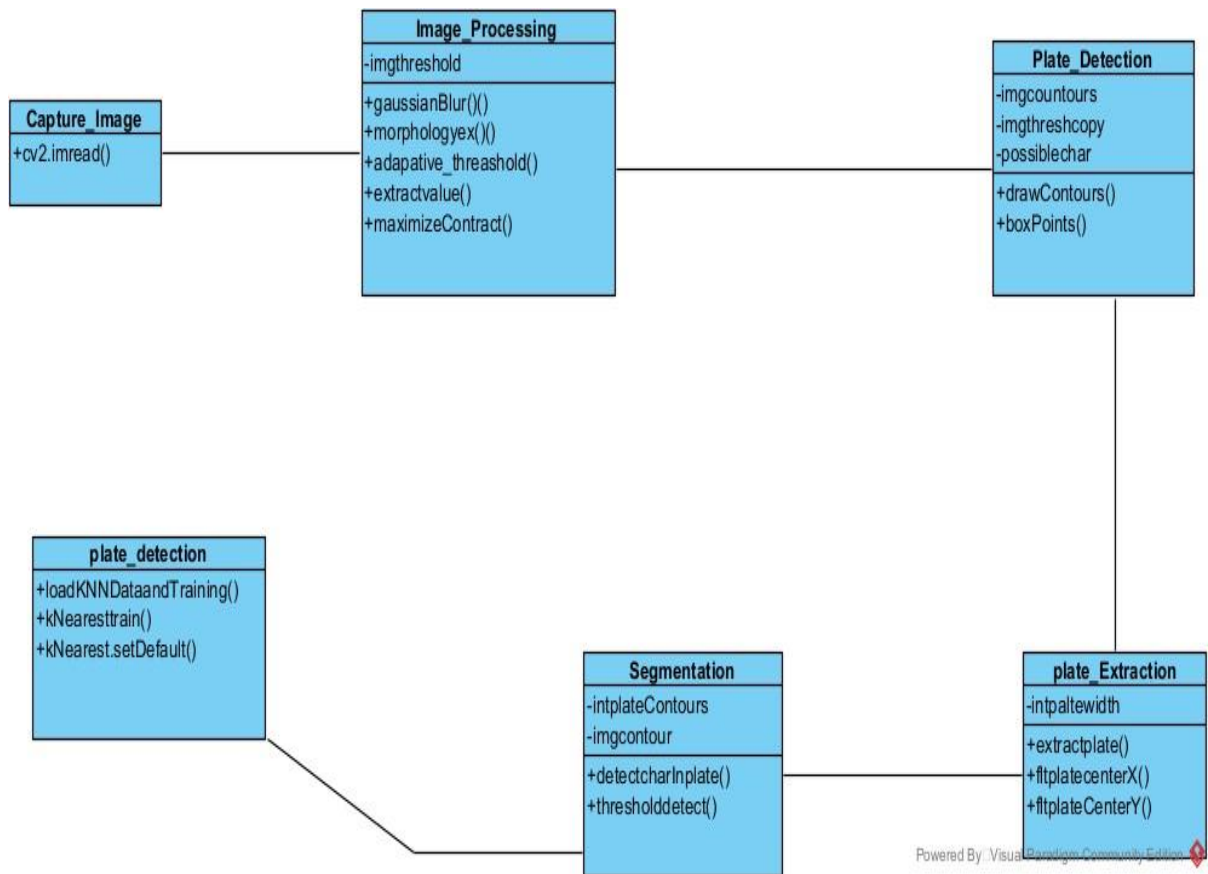 Capture_Image
+cv2.imread()
Image_Processing
-imgthreshold
+gaussianBlur()()
+morphologyex()()
+adapative_threashold()
+extractvalue()
+maximizeContract()
Plate_Detection
-imgcountours
-imgthreshcopy
-possiblechar
+drawContours()
+boxPoints()
plate_detection
+loadKNNDataandTraining()
+kNearesttrain()
+kNearest.setDefault()
Segmentation
-intplateContours
-imgcontour
+detectcharInplate()
+thresholddetect()
plate_Extraction
-intpaltewidth
+extractplate()
+fltplatecenterX()
+fltplateCenterY()
Powered By Visual Paradigm Community Edition